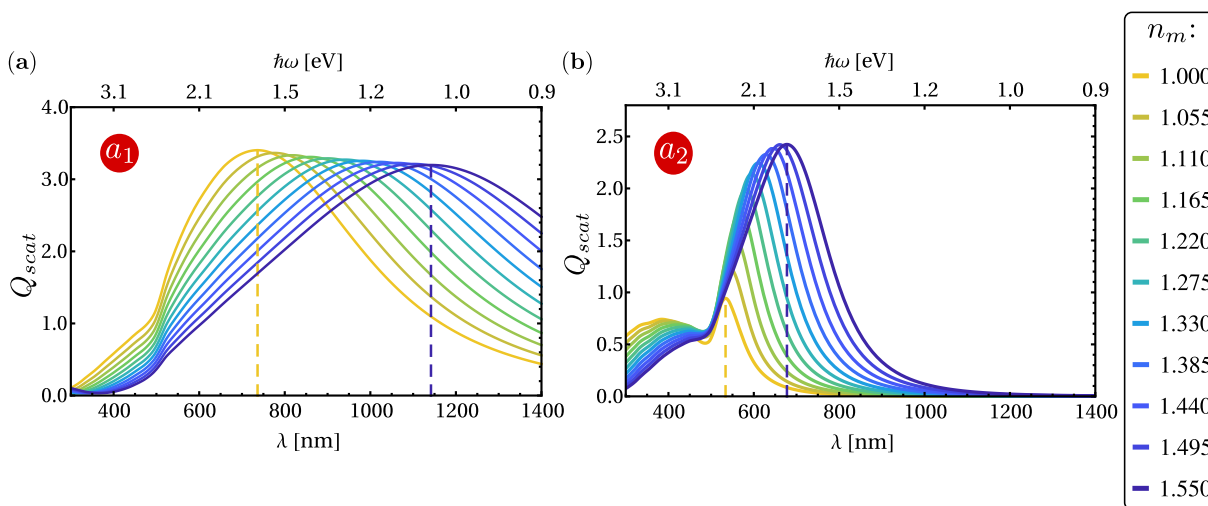 (a)
ħω [eV]
3.1 2.1 1.5 1.2 1.0 0.9
4.0
3.0
2.0
1.0
0.0
Q_scat
a_1
400 600 800 1000 1200 1400
λ [nm]
(b)
ħω [eV]
3.1 2.1 1.5 1.2 1.0 0.9
2.5
2.0
1.5
1.0
0.5
0.0
Q_scat
a_2
400 600 800 1000 1200 1400
λ [nm]
n_m:
1.000
1.055
1.110
1.165
1.220
1.275
1.330
1.385
1.440
1.495
1.550